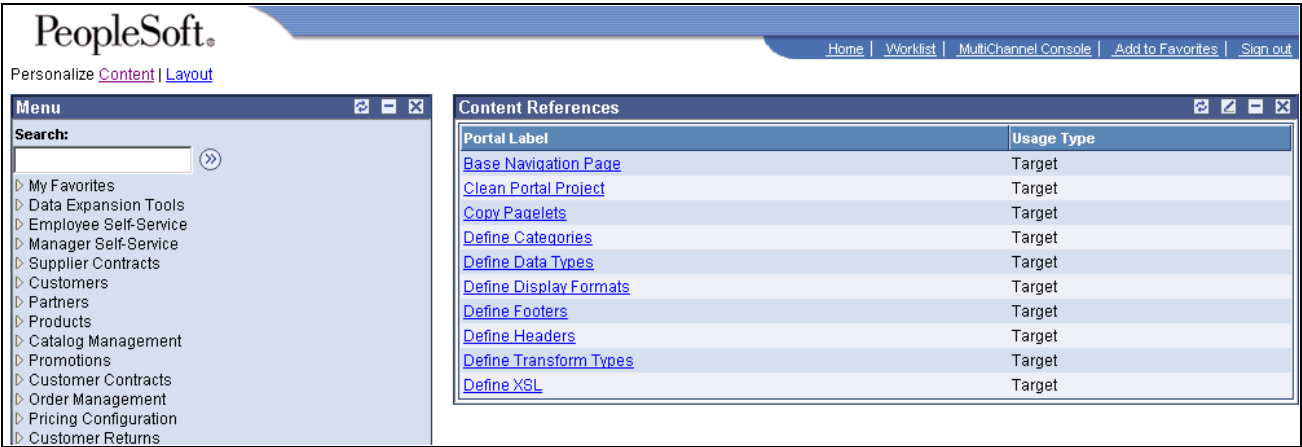 PeopleSoft.
Home | Worklist | MultiChannel Console | Add to Favorites | Sign out
Personalize Content | Layout
Menu
Search:
My Favorites
Data Expansion Tools
Employee Self-Service
Manager Self-Service
Supplier Contracts
Customers
Partners
Products
Catalog Management
Promotions
Customer Contracts
Order Management
Pricing Configuration
Customer Returns
Content References
Portal Label Usage Type
Base Navigation Page Target
Clean Portal Project Target
Copy Pagelets Target
Define Categories Target
Define Data Types Target
Define Display Formats Target
Define Footers Target
Define Headers Target
Define Transform Types Target
Define XSL Target